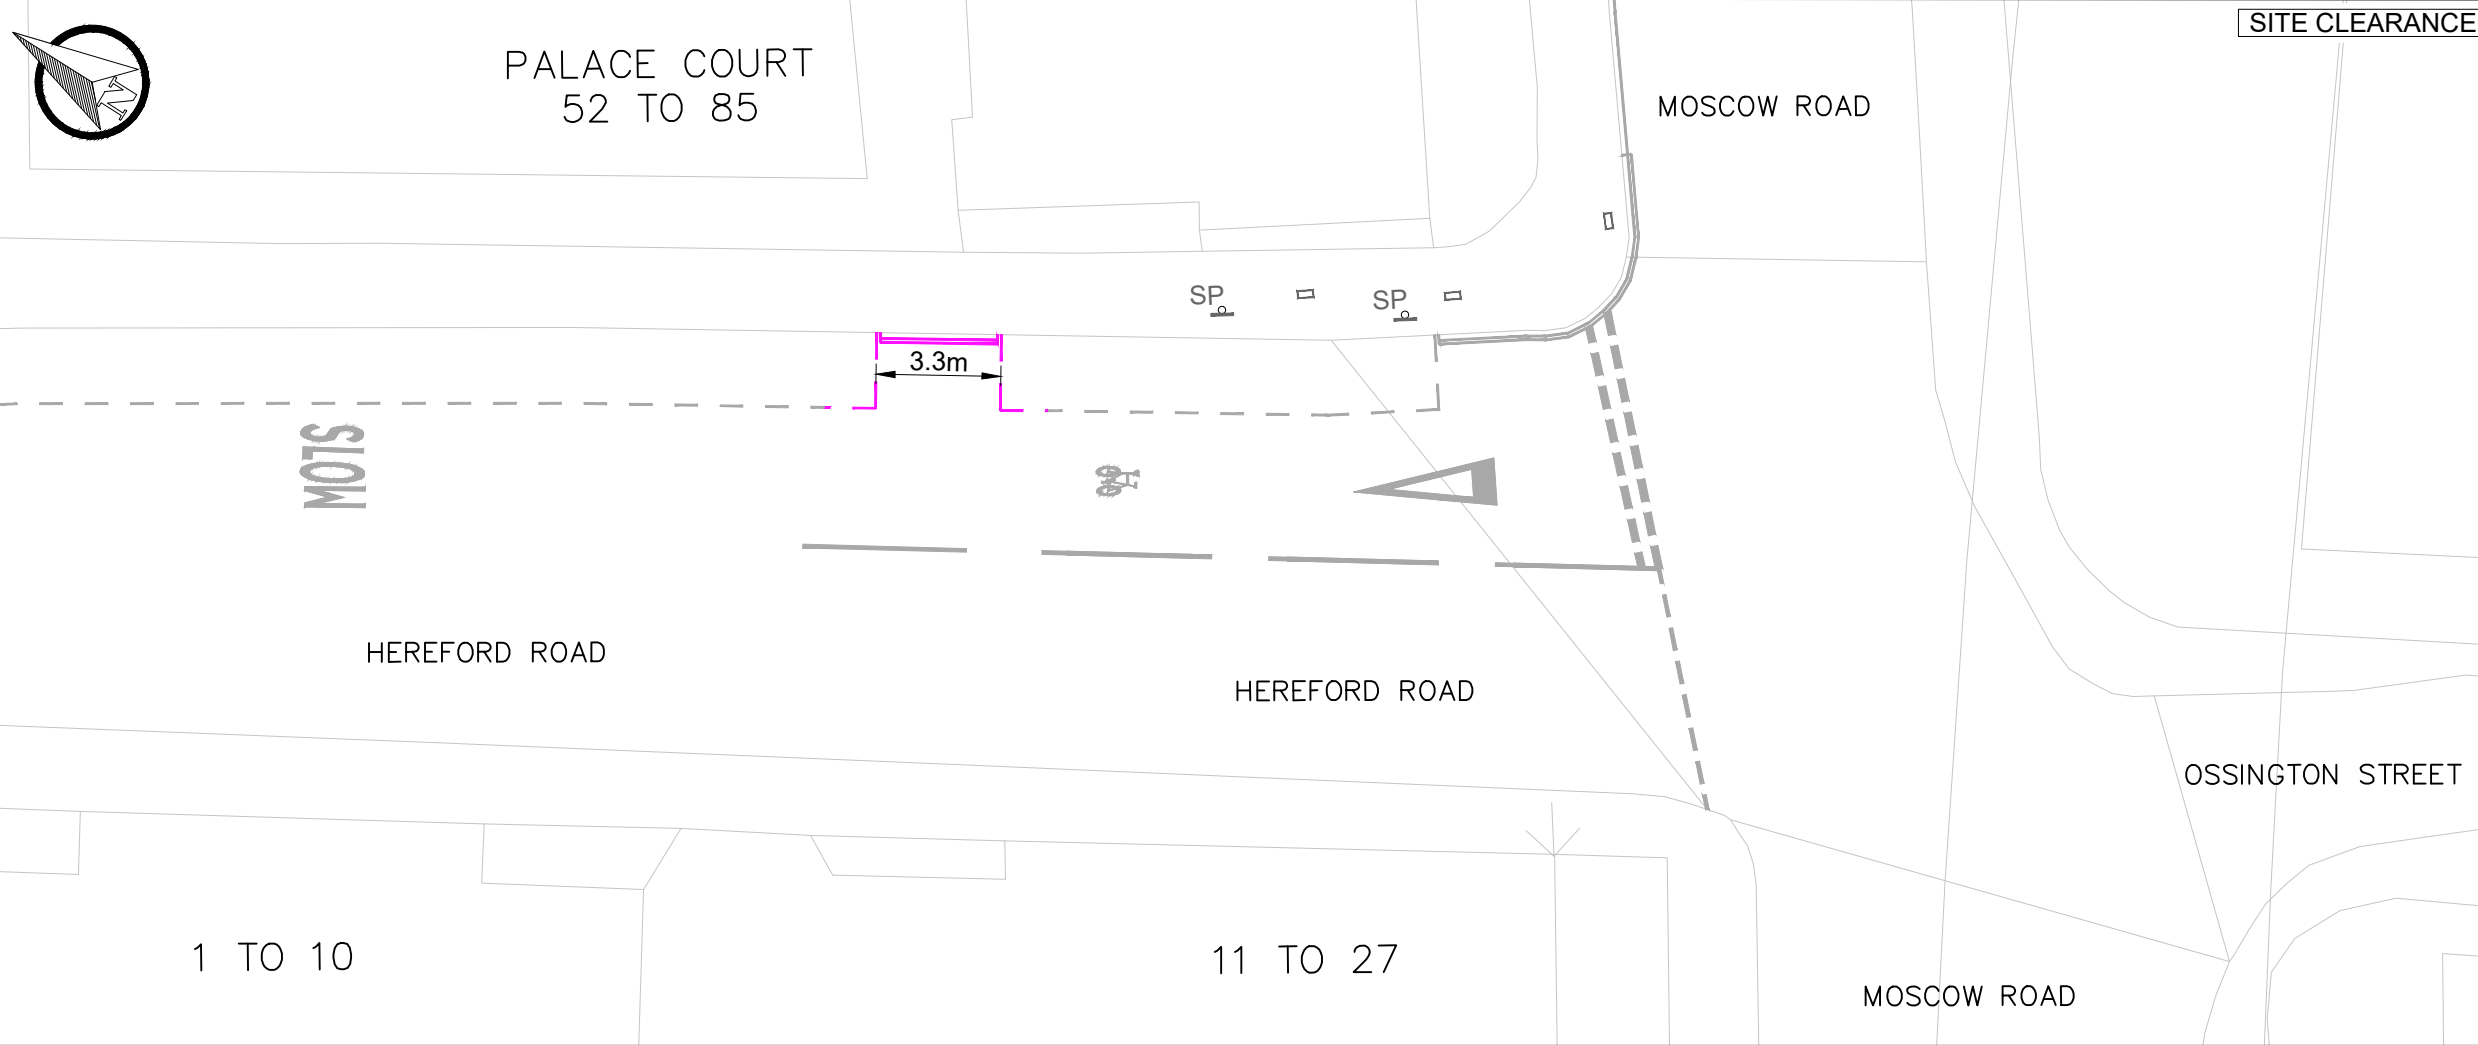 SITE CLEARANCE
N
PALACE COURT
52 TO 85
MOSCOW ROAD
SP
SP
3.3m
SLOW
HEREFORD ROAD
HEREFORD ROAD
OSSINGTON STREET
1 TO 10
11 TO 27
MOSCOW ROAD